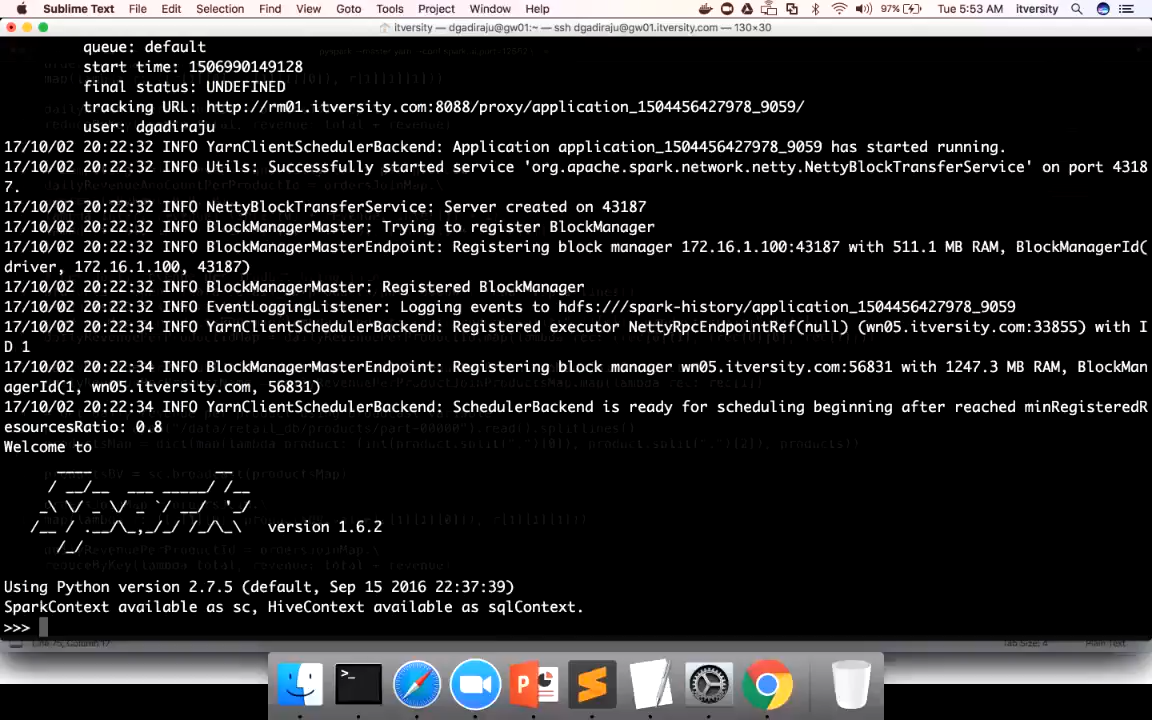 Sublime Text File Edit Selection Find View Goto Tools Project Window Help 97% Tue 5:53 AM itversity
itversity — dgadiraju@gw01:~ — ssh dgadiraju@gw01.itversity.com — 130×30
queue: default
start time: 1506990149128
final status: UNDEFINED
tracking URL: http://rm01.itversity.com:8088/proxy/application_1504456427978_9059/
user: dgadiraju
17/10/02 20:22:32 INFO YarnClientSchedulerBackend: Application application_1504456427978_9059 has started running.
17/10/02 20:22:32 INFO Utils: Successfully started service 'org.apache.spark.network.netty.NettyBlockTransferService' on port 4318
7.
17/10/02 20:22:32 INFO NettyBlockTransferService: Server created on 43187
17/10/02 20:22:32 INFO BlockManagerMaster: Trying to register BlockManager
17/10/02 20:22:32 INFO BlockManagerMasterEndpoint: Registering block manager 172.16.1.100:43187 with 511.1 MB RAM, BlockManagerId(
driver, 172.16.1.100, 43187)
17/10/02 20:22:32 INFO BlockManagerMaster: Registered BlockManager
17/10/02 20:22:32 INFO EventLoggingListener: Logging events to hdfs:///spark-history/application_1504456427978_9059
17/10/02 20:22:34 INFO YarnClientSchedulerBackend: Registered executor NettyRpcEndpointRef(null) (wn05.itversity.com:33855) with I
D 1
17/10/02 20:22:34 INFO BlockManagerMasterEndpoint: Registering block manager wn05.itversity.com:56831 with 1247.3 MB RAM, BlockMan
agerId(1, wn05.itversity.com, 56831)
17/10/02 20:22:34 INFO YarnClientSchedulerBackend: SchedulerBackend is ready for scheduling beginning after reached minRegisteredR
esourcesRatio: 0.8
Welcome to
version 1.6.2
Using Python version 2.7.5 (default, Sep 15 2016 22:37:39)
SparkContext available as sc, HiveContext available as sqlContext.
>>>